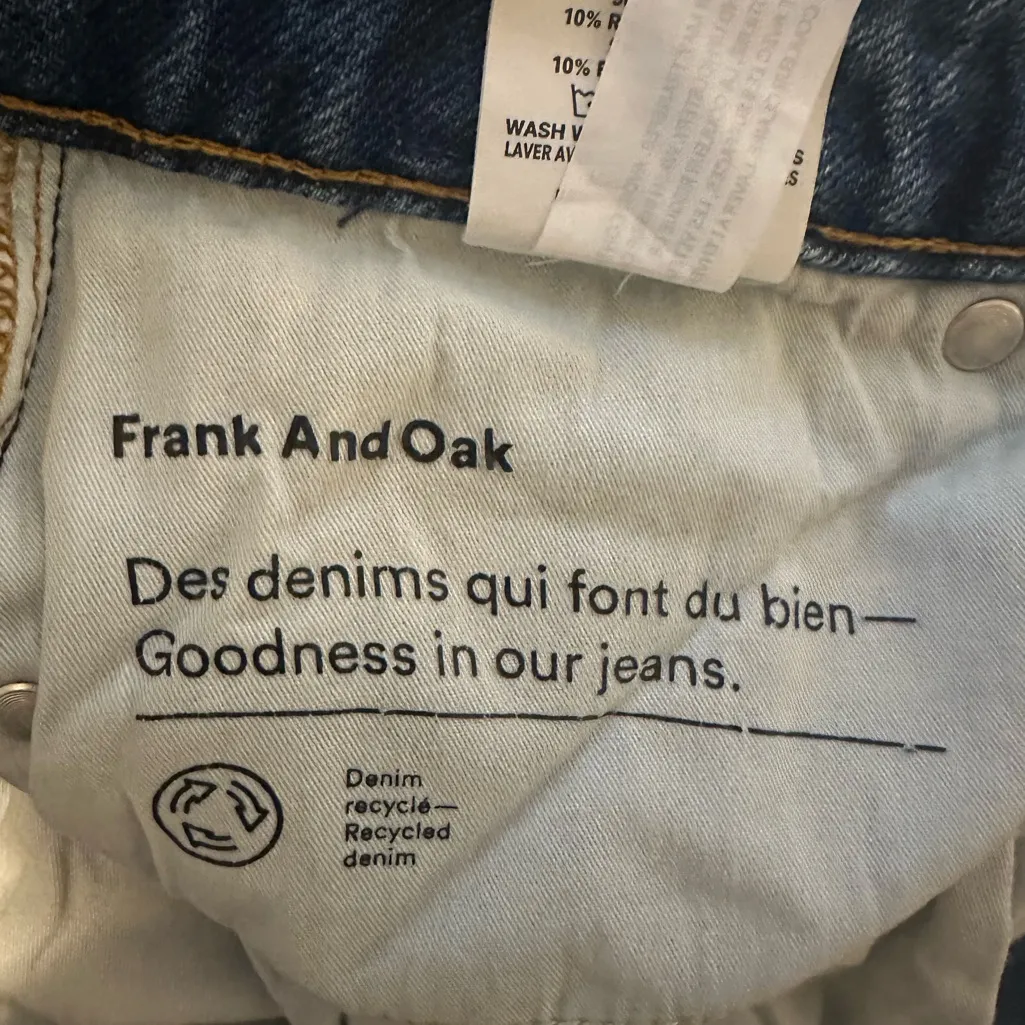 10%
10%
WASH
LAVER
Frank And Oak
Des denims qui font du bien—
Goodness in our jeans.
Denim
recyclé—
Recycled
denim